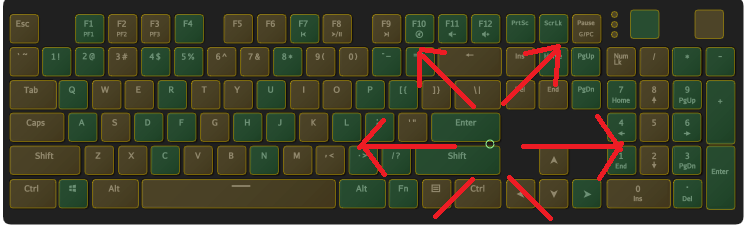 Esc F1 F2 F3 F4 F5 F6 F7 F8 F9 F10 F11 F12 PrtSc ScrLk Pause
PF1 PF2 PF3 G/PC
1! 2@ 3# 4$ 5% 6^ 7& 8* 9( 0) `~ Ins Home PgUp Num Lk / * -
Tab Q W E R T Y U I O P [{ ]} \| Del End PgDn 7 Home 8 9 PgUp +
Caps A S D F G H J K L '" Enter 4 5 6
Shift Z X C V B N M ,< .> /? Shift 1 End 2 3 PgDn Enter
Ctrl Alt Alt Fn Ctrl 0 Ins . Del